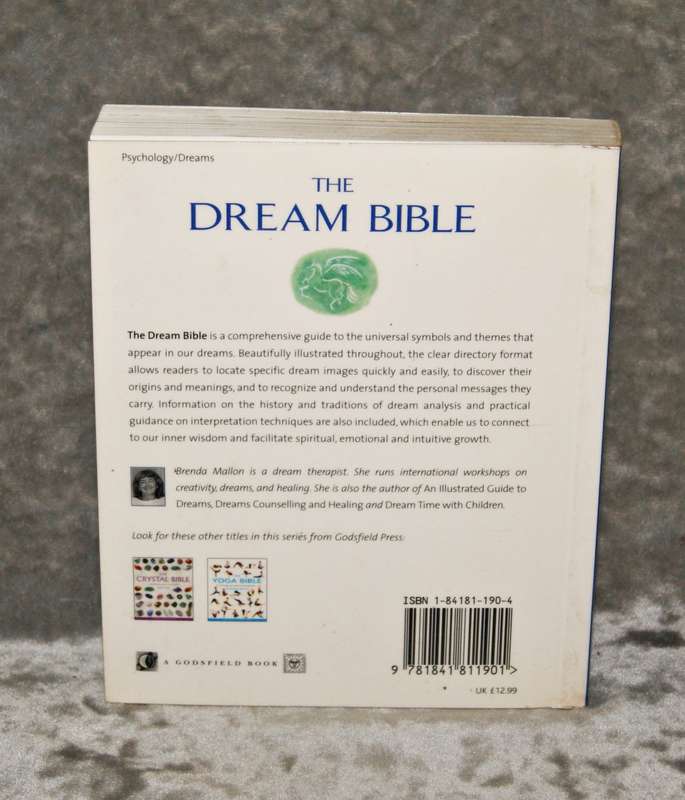 Psychology/Dreams
THE
DREAM BIBLE
The Dream Bible is a comprehensive guide to the universal symbols and themes that
appear in our dreams. Beautifully illustrated throughout, the clear directory format
allows readers to locate specific dream images quickly and easily, to discover their
origins and meanings, and to recognize and understand the personal messages they
carry. Information on the history and traditions of dream analysis and practical
guidance on interpretation techniques are also included, which enable us to connect
to our inner wisdom and facilitate spiritual, emotional and intuitive growth.
Brenda Mallon is a dream therapist. She runs international workshops on
creativity, dreams, and healing. She is also the author of An Illustrated Guide to
Dreams, Dreams Counselling and Healing and Dream Time with Children.
Look for these other titles in this series from Godsfield Press:
CRYSTAL BIBLE
YOGA BIBLE
ISBN 1-84181-190-4
9 781841 811901 >
A GODSFIELD BOOK
UK £12.99